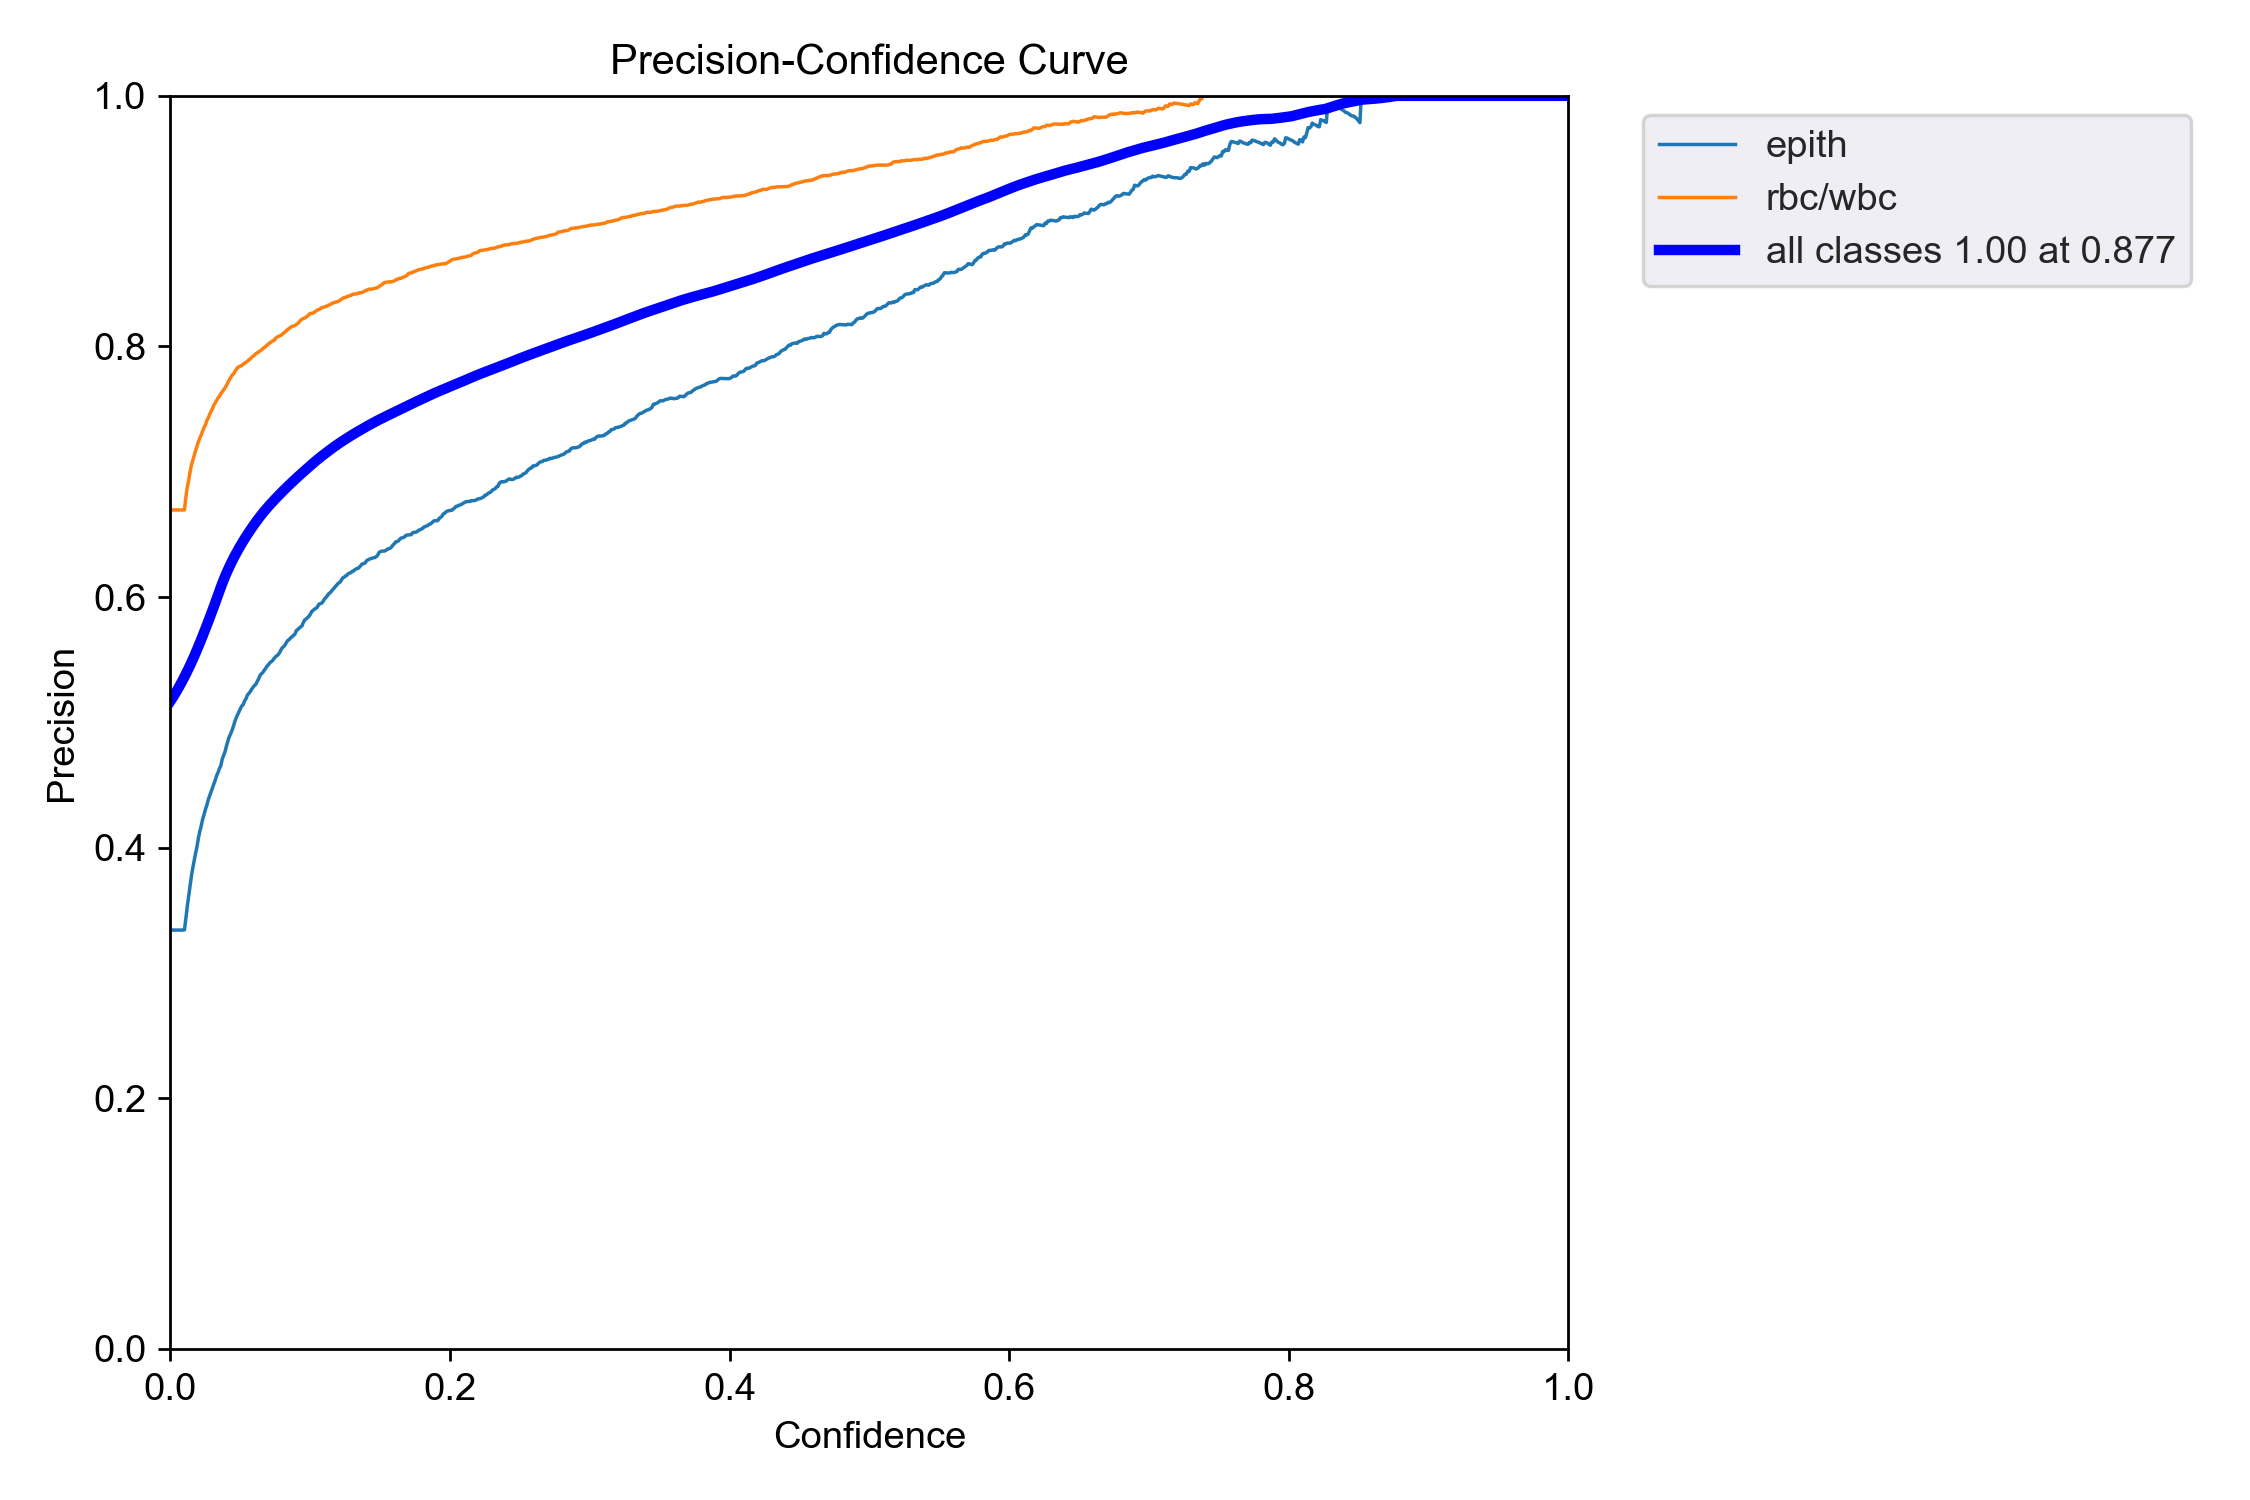 Precision-Confidence Curve
1.0
0.8
0.6
0.4
0.2
0.0
Precision
0.0 0.2 0.4 0.6 0.8 1.0
Confidence
epith
rbc/wbc
all classes 1.00 at 0.877